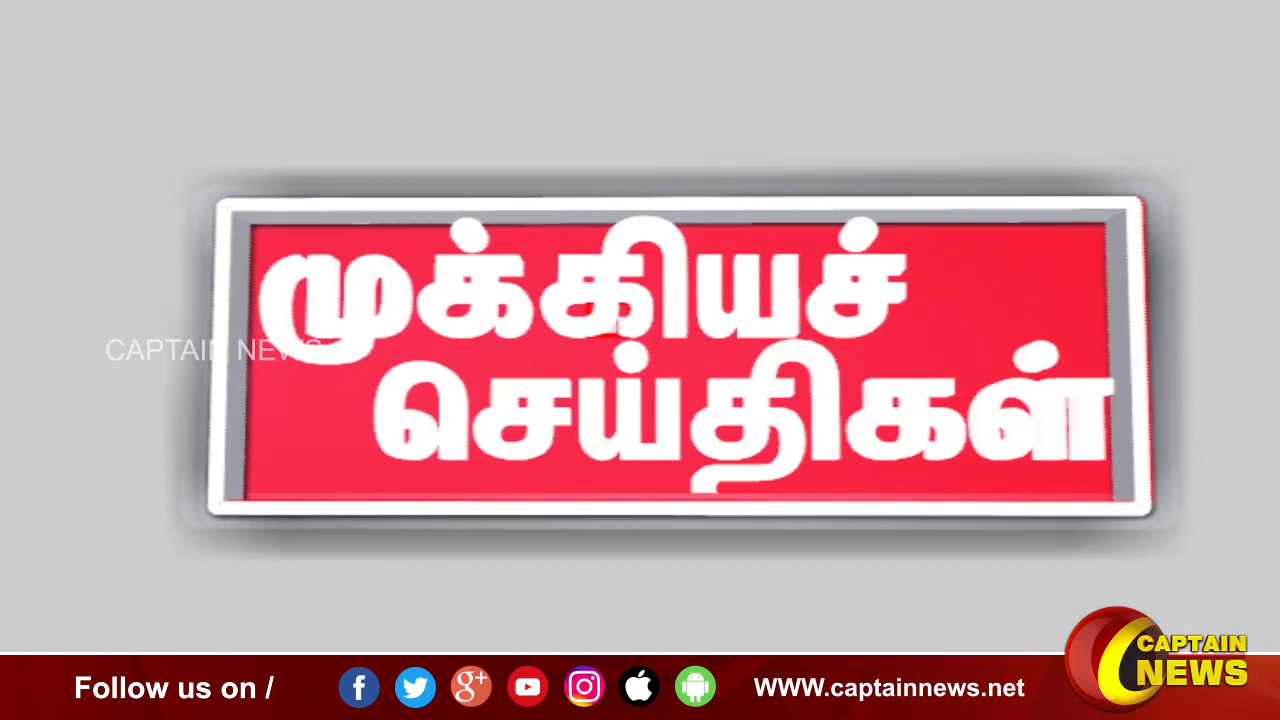 முக்கியச்
செய்திகள்
CAPTAIN NEWS
Follow us on /
WWW.captainnews.net
CAPTAIN
NEWS